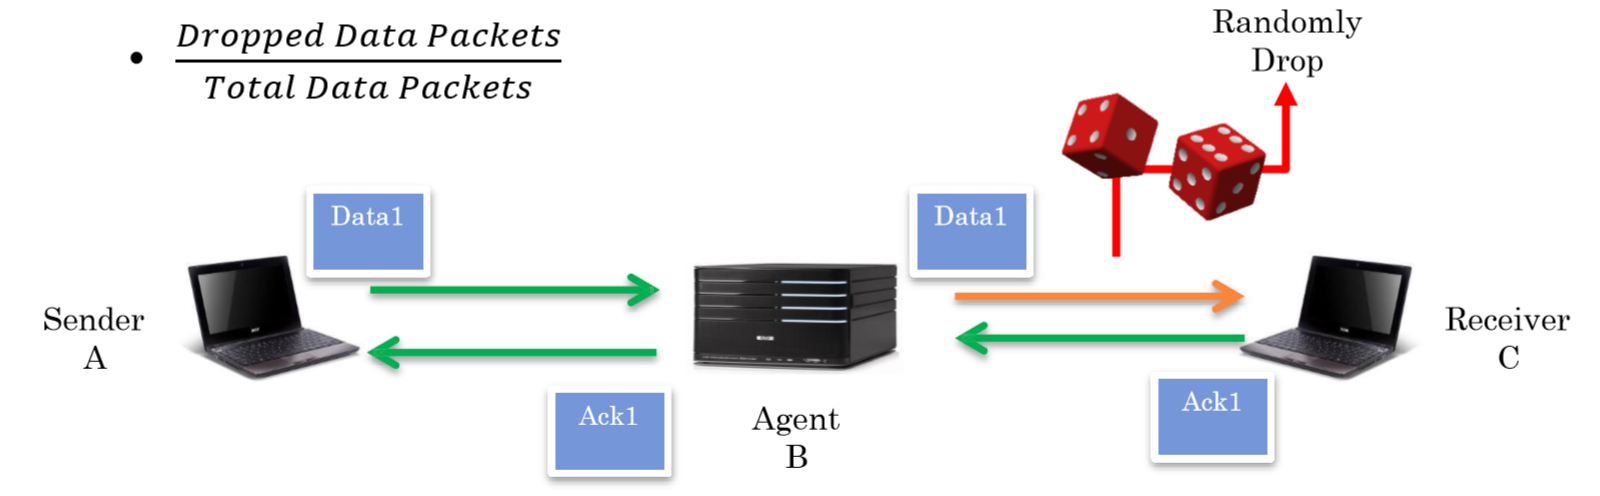 • Dropped Data Packets
Total Data Packets
Randomly
Drop
Data1
Data1
Sender
A
Receiver
C
Ack1
Agent
B
Ack1